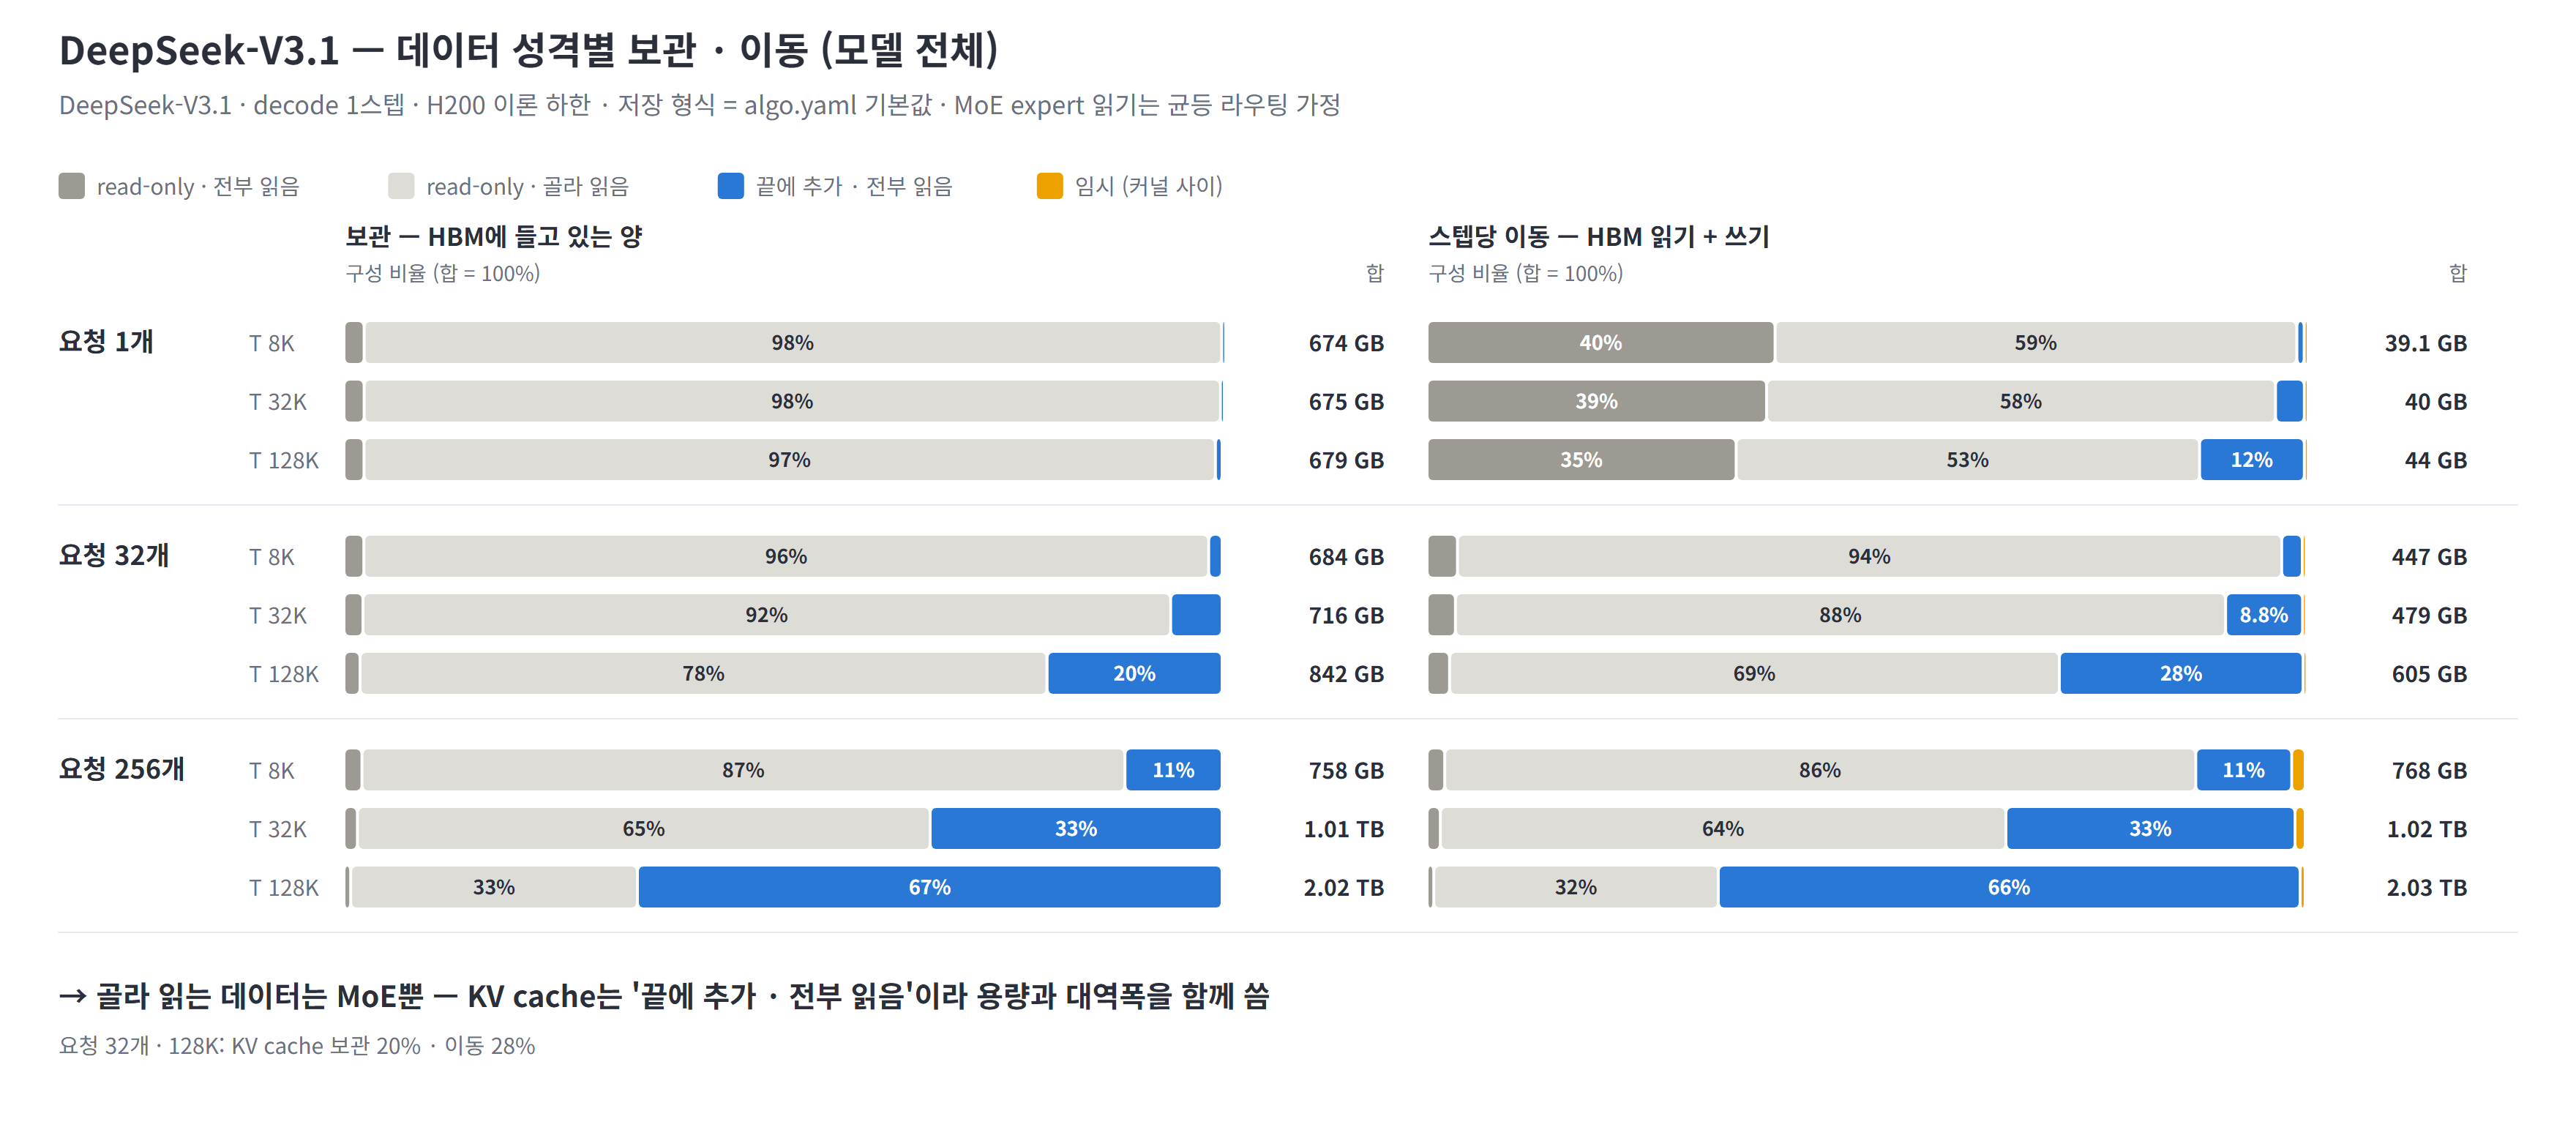 DeepSeek-V3.1 — 데이터 성격별 보관 · 이동 (모델 전체)
DeepSeek-V3.1 · decode 1스텝 · H200 이론 하한 · 저장 형식 = algo.yaml 기본값 · MoE expert 읽기는 균등 라우팅 가정
read-only · 전부 읽음 read-only · 골라 읽음 끝에 추가 · 전부 읽음 임시 (커널 사이)
보관 — HBM에 들고 있는 양 스텝당 이동 — HBM 읽기 + 쓰기
구성 비율 (합 = 100%) 합 구성 비율 (합 = 100%) 합
요청 1개 T 8K 98% 674 GB 40% 59% 39.1 GB
T 32K 98% 675 GB 39% 58% 40 GB
T 128K 97% 679 GB 35% 53% 12% 44 GB
요청 32개 T 8K 96% 684 GB 94% 447 GB
T 32K 92% 716 GB 88% 8.8% 479 GB
T 128K 78% 20% 842 GB 69% 28% 605 GB
요청 256개 T 8K 87% 11% 758 GB 86% 11% 768 GB
T 32K 65% 33% 1.01 TB 64% 33% 1.02 TB
T 128K 33% 67% 2.02 TB 32% 66% 2.03 TB
→ 골라 읽는 데이터는 MoE뿐 — KV cache는 '끝에 추가 · 전부 읽음'이라 용량과 대역폭을 함께 씀
요청 32개 · 128K: KV cache 보관 20% · 이동 28%